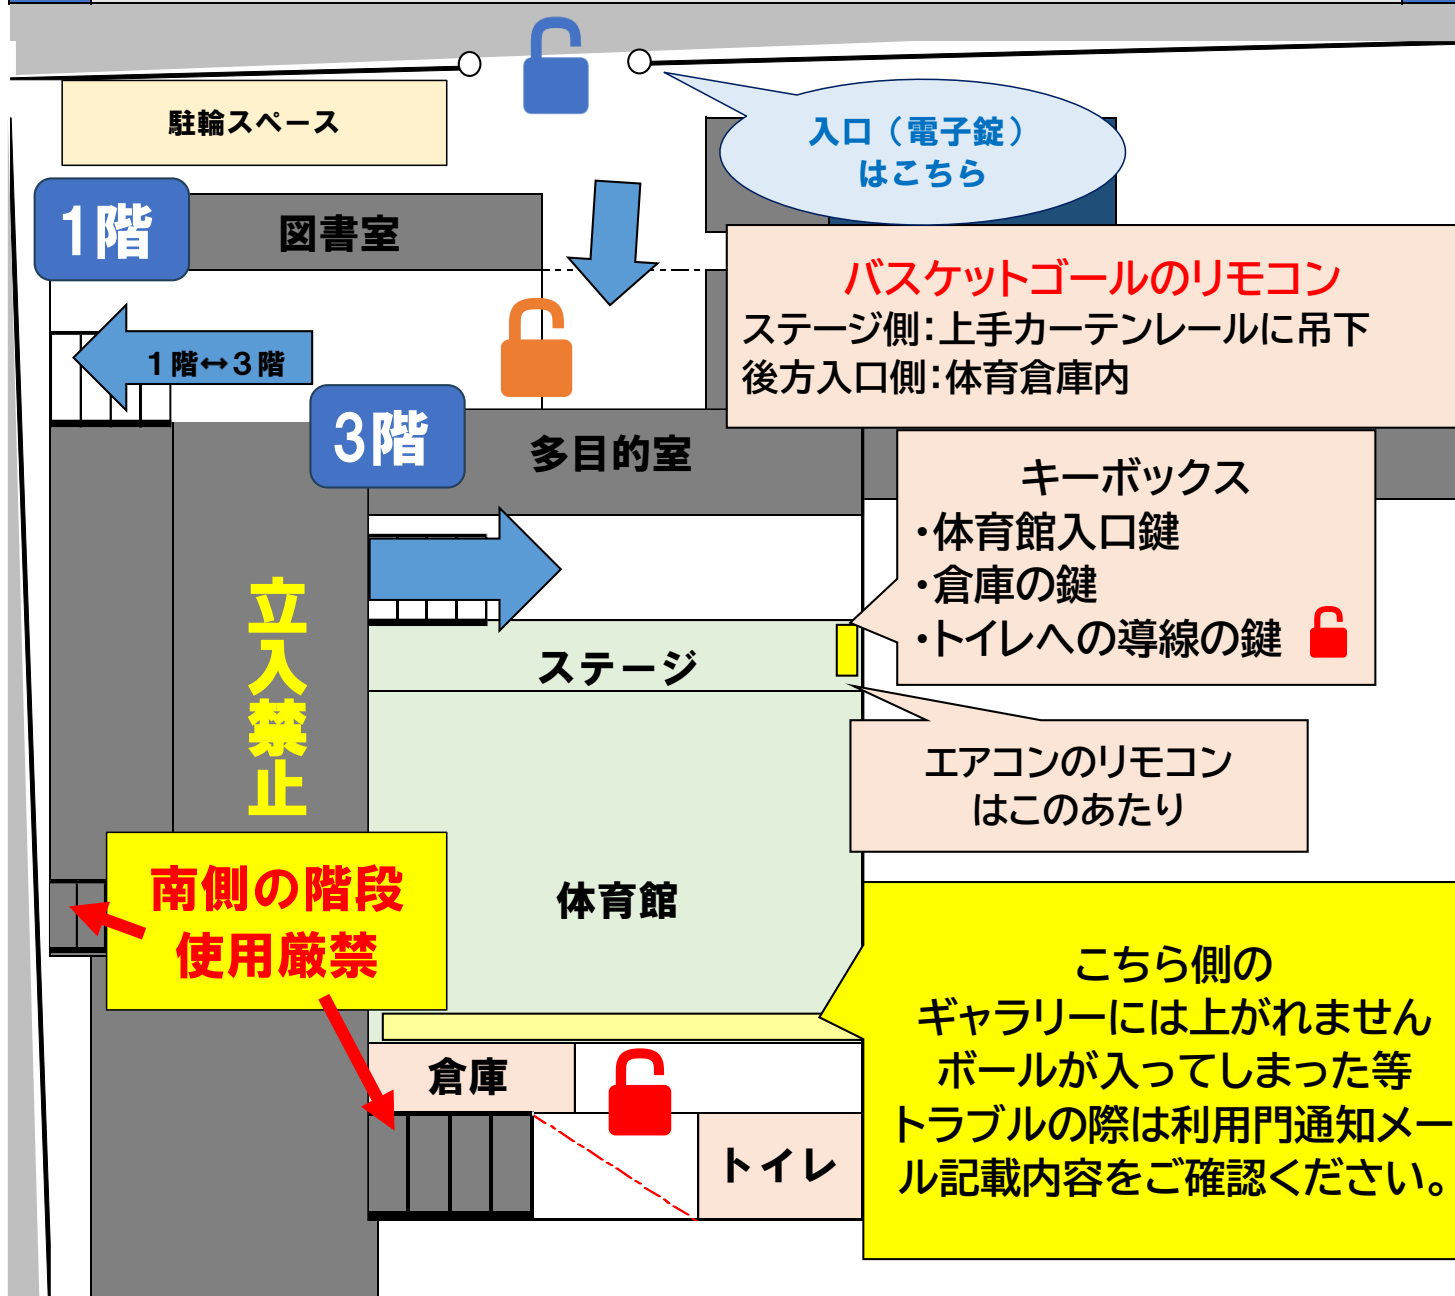 駐輪スペース
入口（電子錠）
はこちら
1階
図書室
バスケットゴールのリモコン
ステージ側：上手カーテンレールに吊下
後方入口側：体育倉庫内
1階↔3階
3階
多目的室
キーボックス
・体育館入口鍵
・倉庫の鍵
・トイレへの導線の鍵
立入禁止
ステージ
エアコンのリモコン
はこのあたり
南側の階段
使用厳禁
体育館
こちら側の
ギャラリーには上がれません
ボールが入ってしまった等
トラブルの際は利用門通知メー
ル記載内容をご確認ください。
倉庫
トイレ